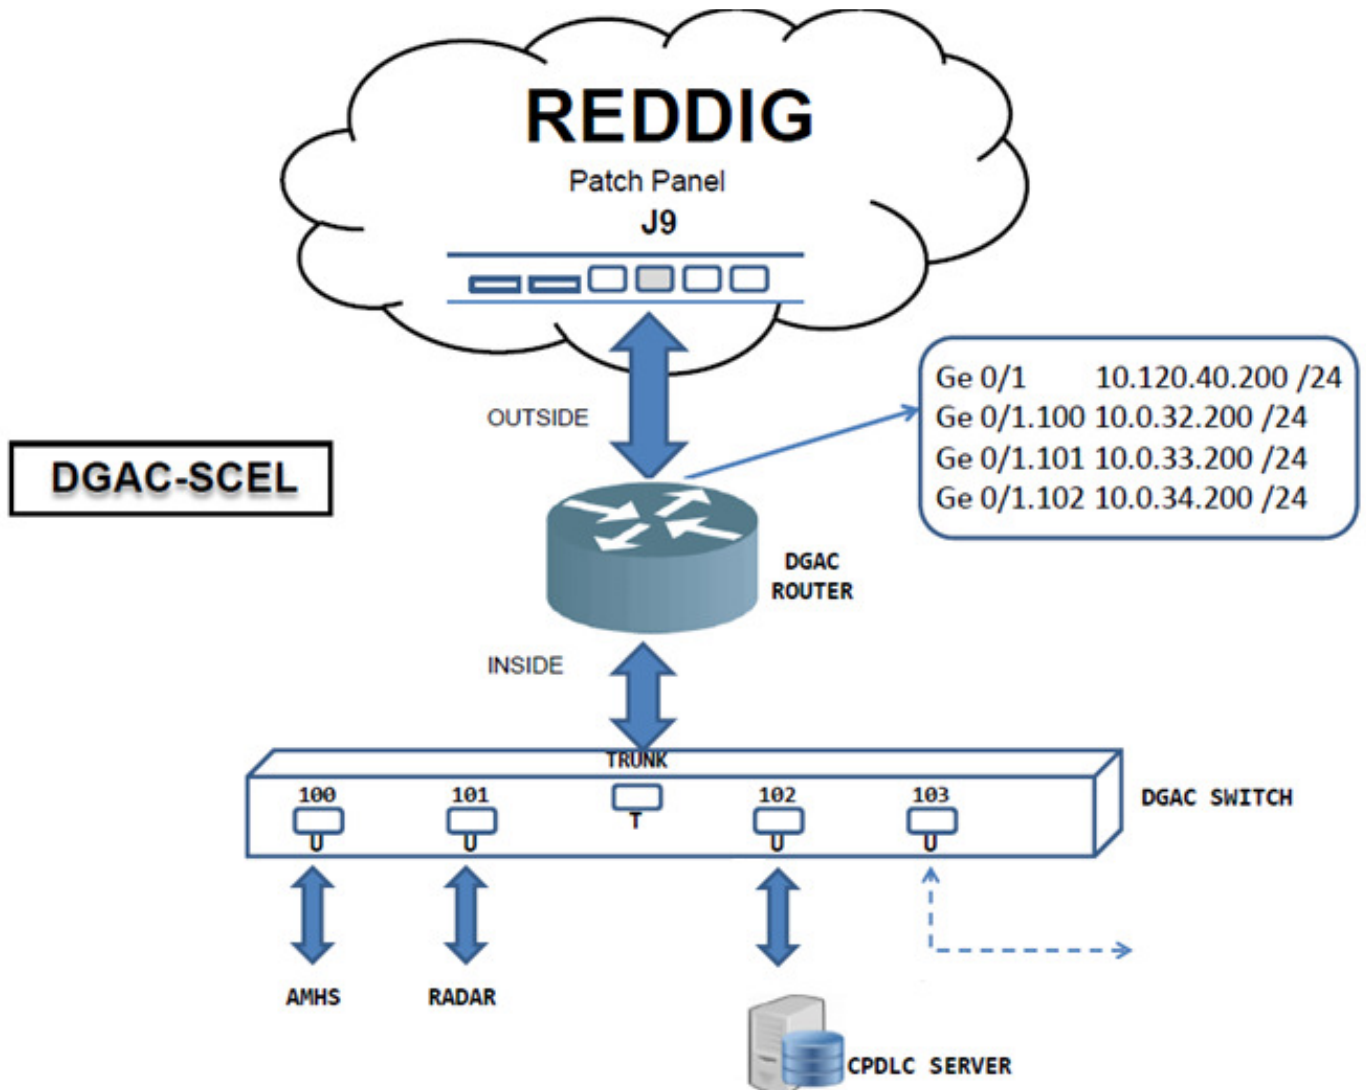 REDDIG
Patch Panel
J9
OUTSIDE
Ge 0/1 10.120.40.200 /24
Ge 0/1.100 10.0.32.200 /24
Ge 0/1.101 10.0.33.200 /24
Ge 0/1.102 10.0.34.200 /24
DGAC-SCEL
DGAC
ROUTER
INSIDE
TRUNK
100 101 102 103
DGAC SWITCH
U U T U U
AMHS RADAR
CPDLC SERVER